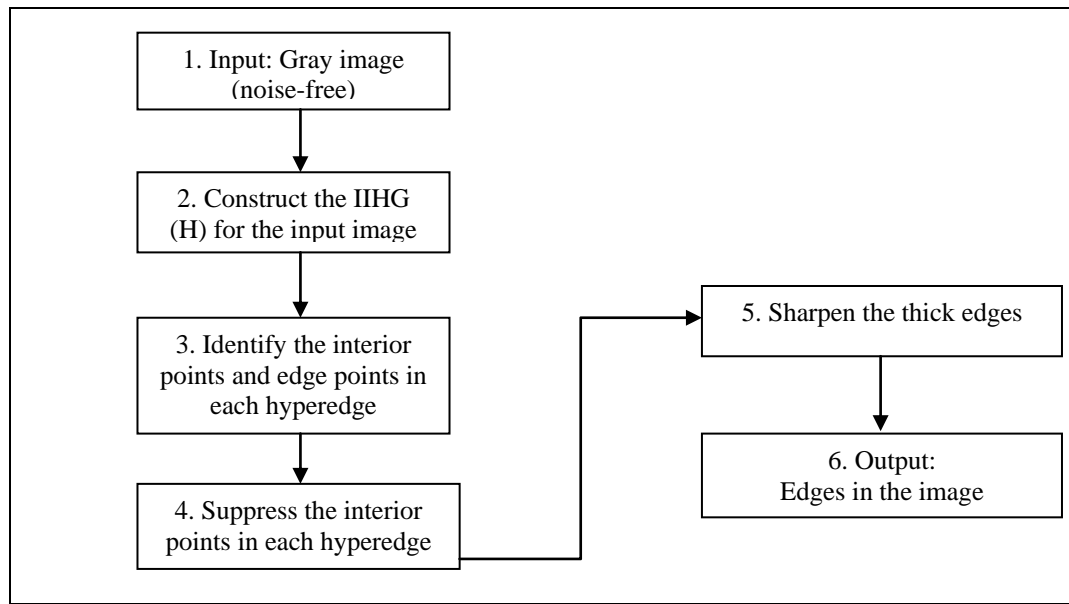 1. Input: Gray image
(noise-free)
2. Construct the IIHG
(H) for the input image
3. Identify the interior
points and edge points in
each hyperedge
4. Suppress the interior
points in each hyperedge
5. Sharpen the thick edges
6. Output:
Edges in the image